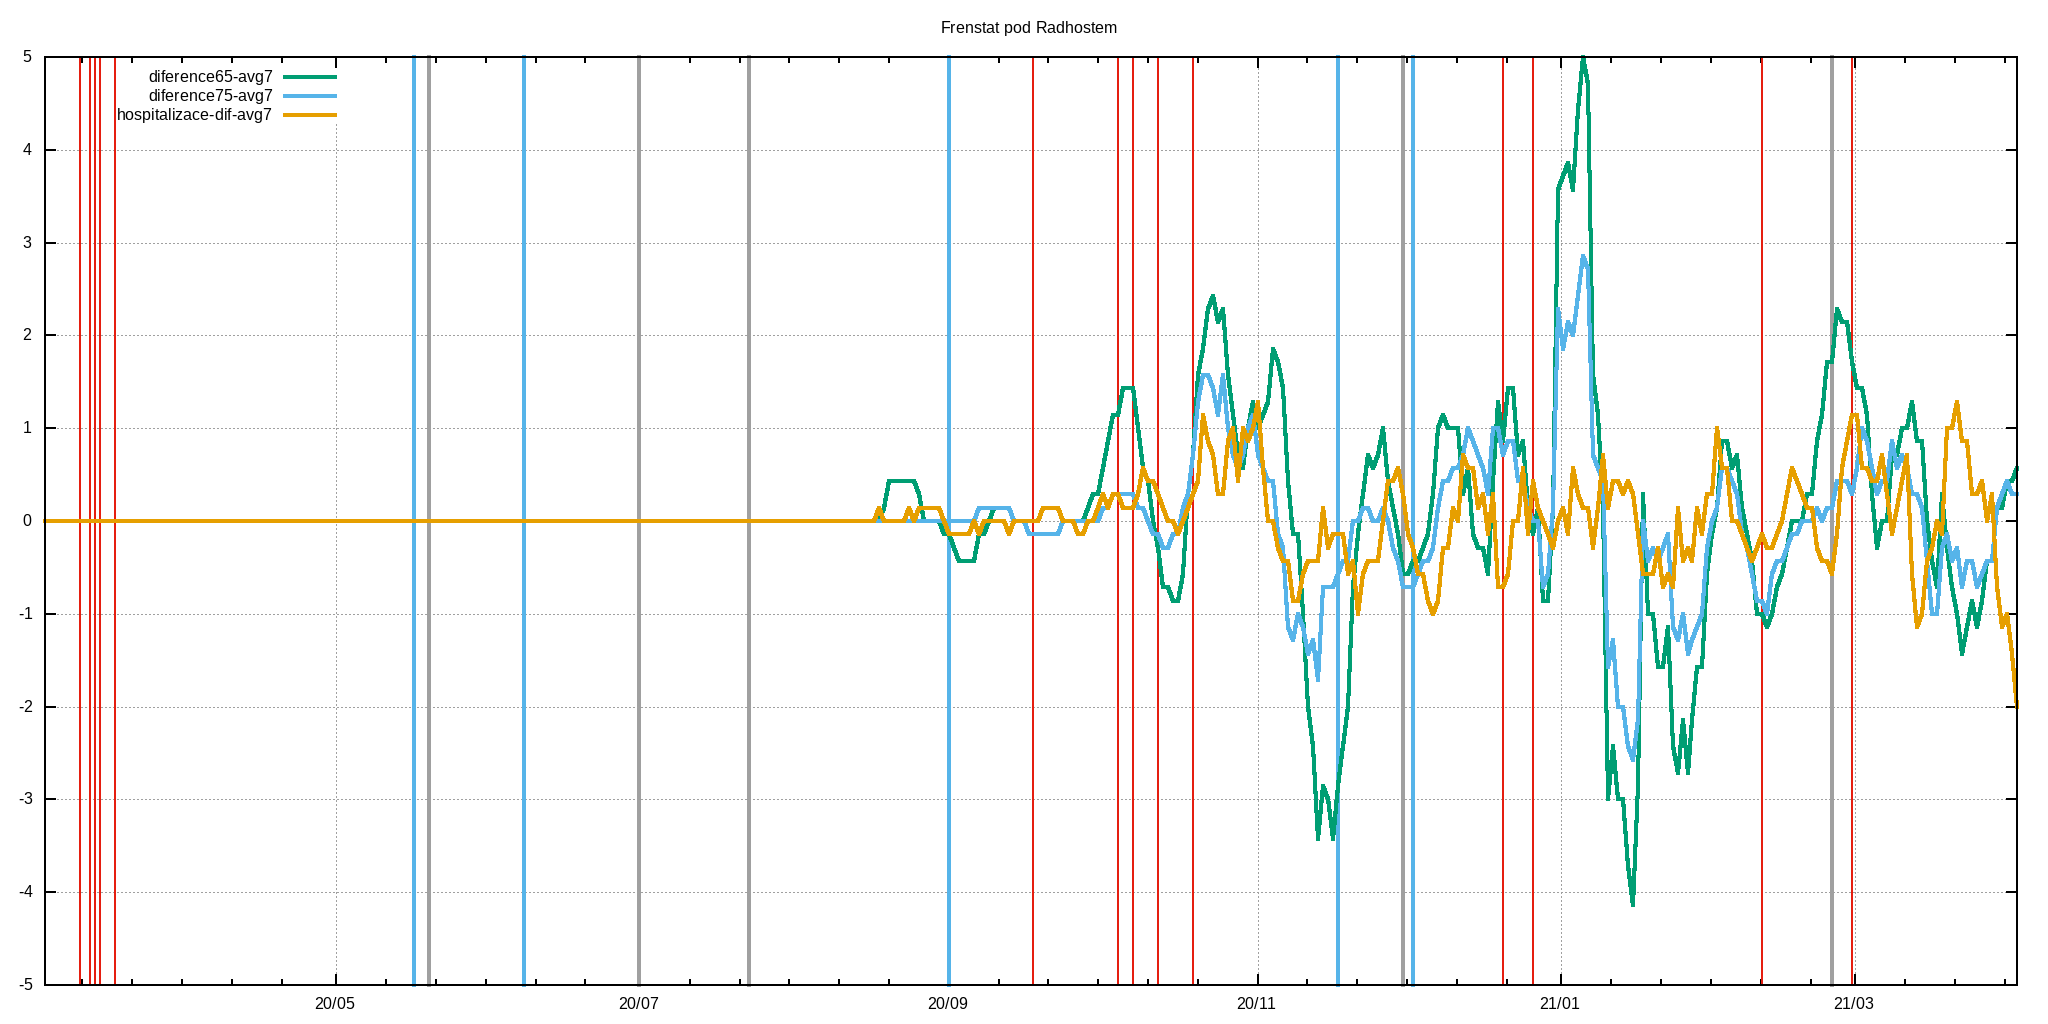 Frenstat pod Radhostem
diference65-avg7
diference75-avg7
hospitalizace-dif-avg7
5
4
3
2
1
0
-1
-2
-3
-4
-5
20/05 20/07 20/09 20/11 21/01 21/03